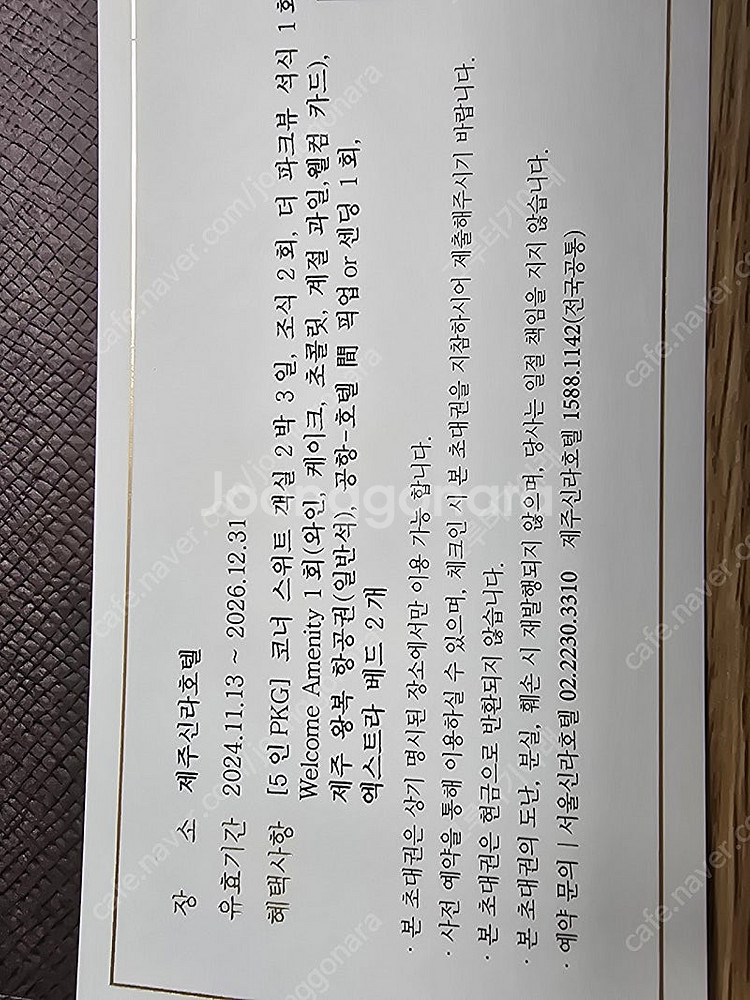 장 소 제주신라호텔
유효기간 2024.11.13 ~ 2026.12.31
혜택사항 [5인PKG] 코너 스위트 객실 2박 3일, 조식 2회, 더 파크뷰 석식 1회
Welcome Amenity 1회(와인, 케이크, 초콜릿, 계절 과일,웰컴 카드),
제주 왕복 항공권(일반석), 공항-호텔 間 픽업 or 센딩 1회,
엑스트라 베드 2개
· 본 초대권은 상기 명시된 장소에서만 이용 가능 합니다.
· 사전 예약을 통해 이용하실 수 있으며, 체크인 시 본 초대권을 지참하시어 제출해주시기 바랍니다.
· 본 초대권은 현금으로 반환되지 않습니다.
· 본 초대권의 도난, 분실, 훼손 시 재발행되지 않으며, 당사는 일절 책임을 지지 않습니다.
· 예약 문의 | 서울신라호텔 02.2230.3310 제주신라호텔 1588.1142(전국공통)
Joonggonara
cafe.naver.com/joonggonara